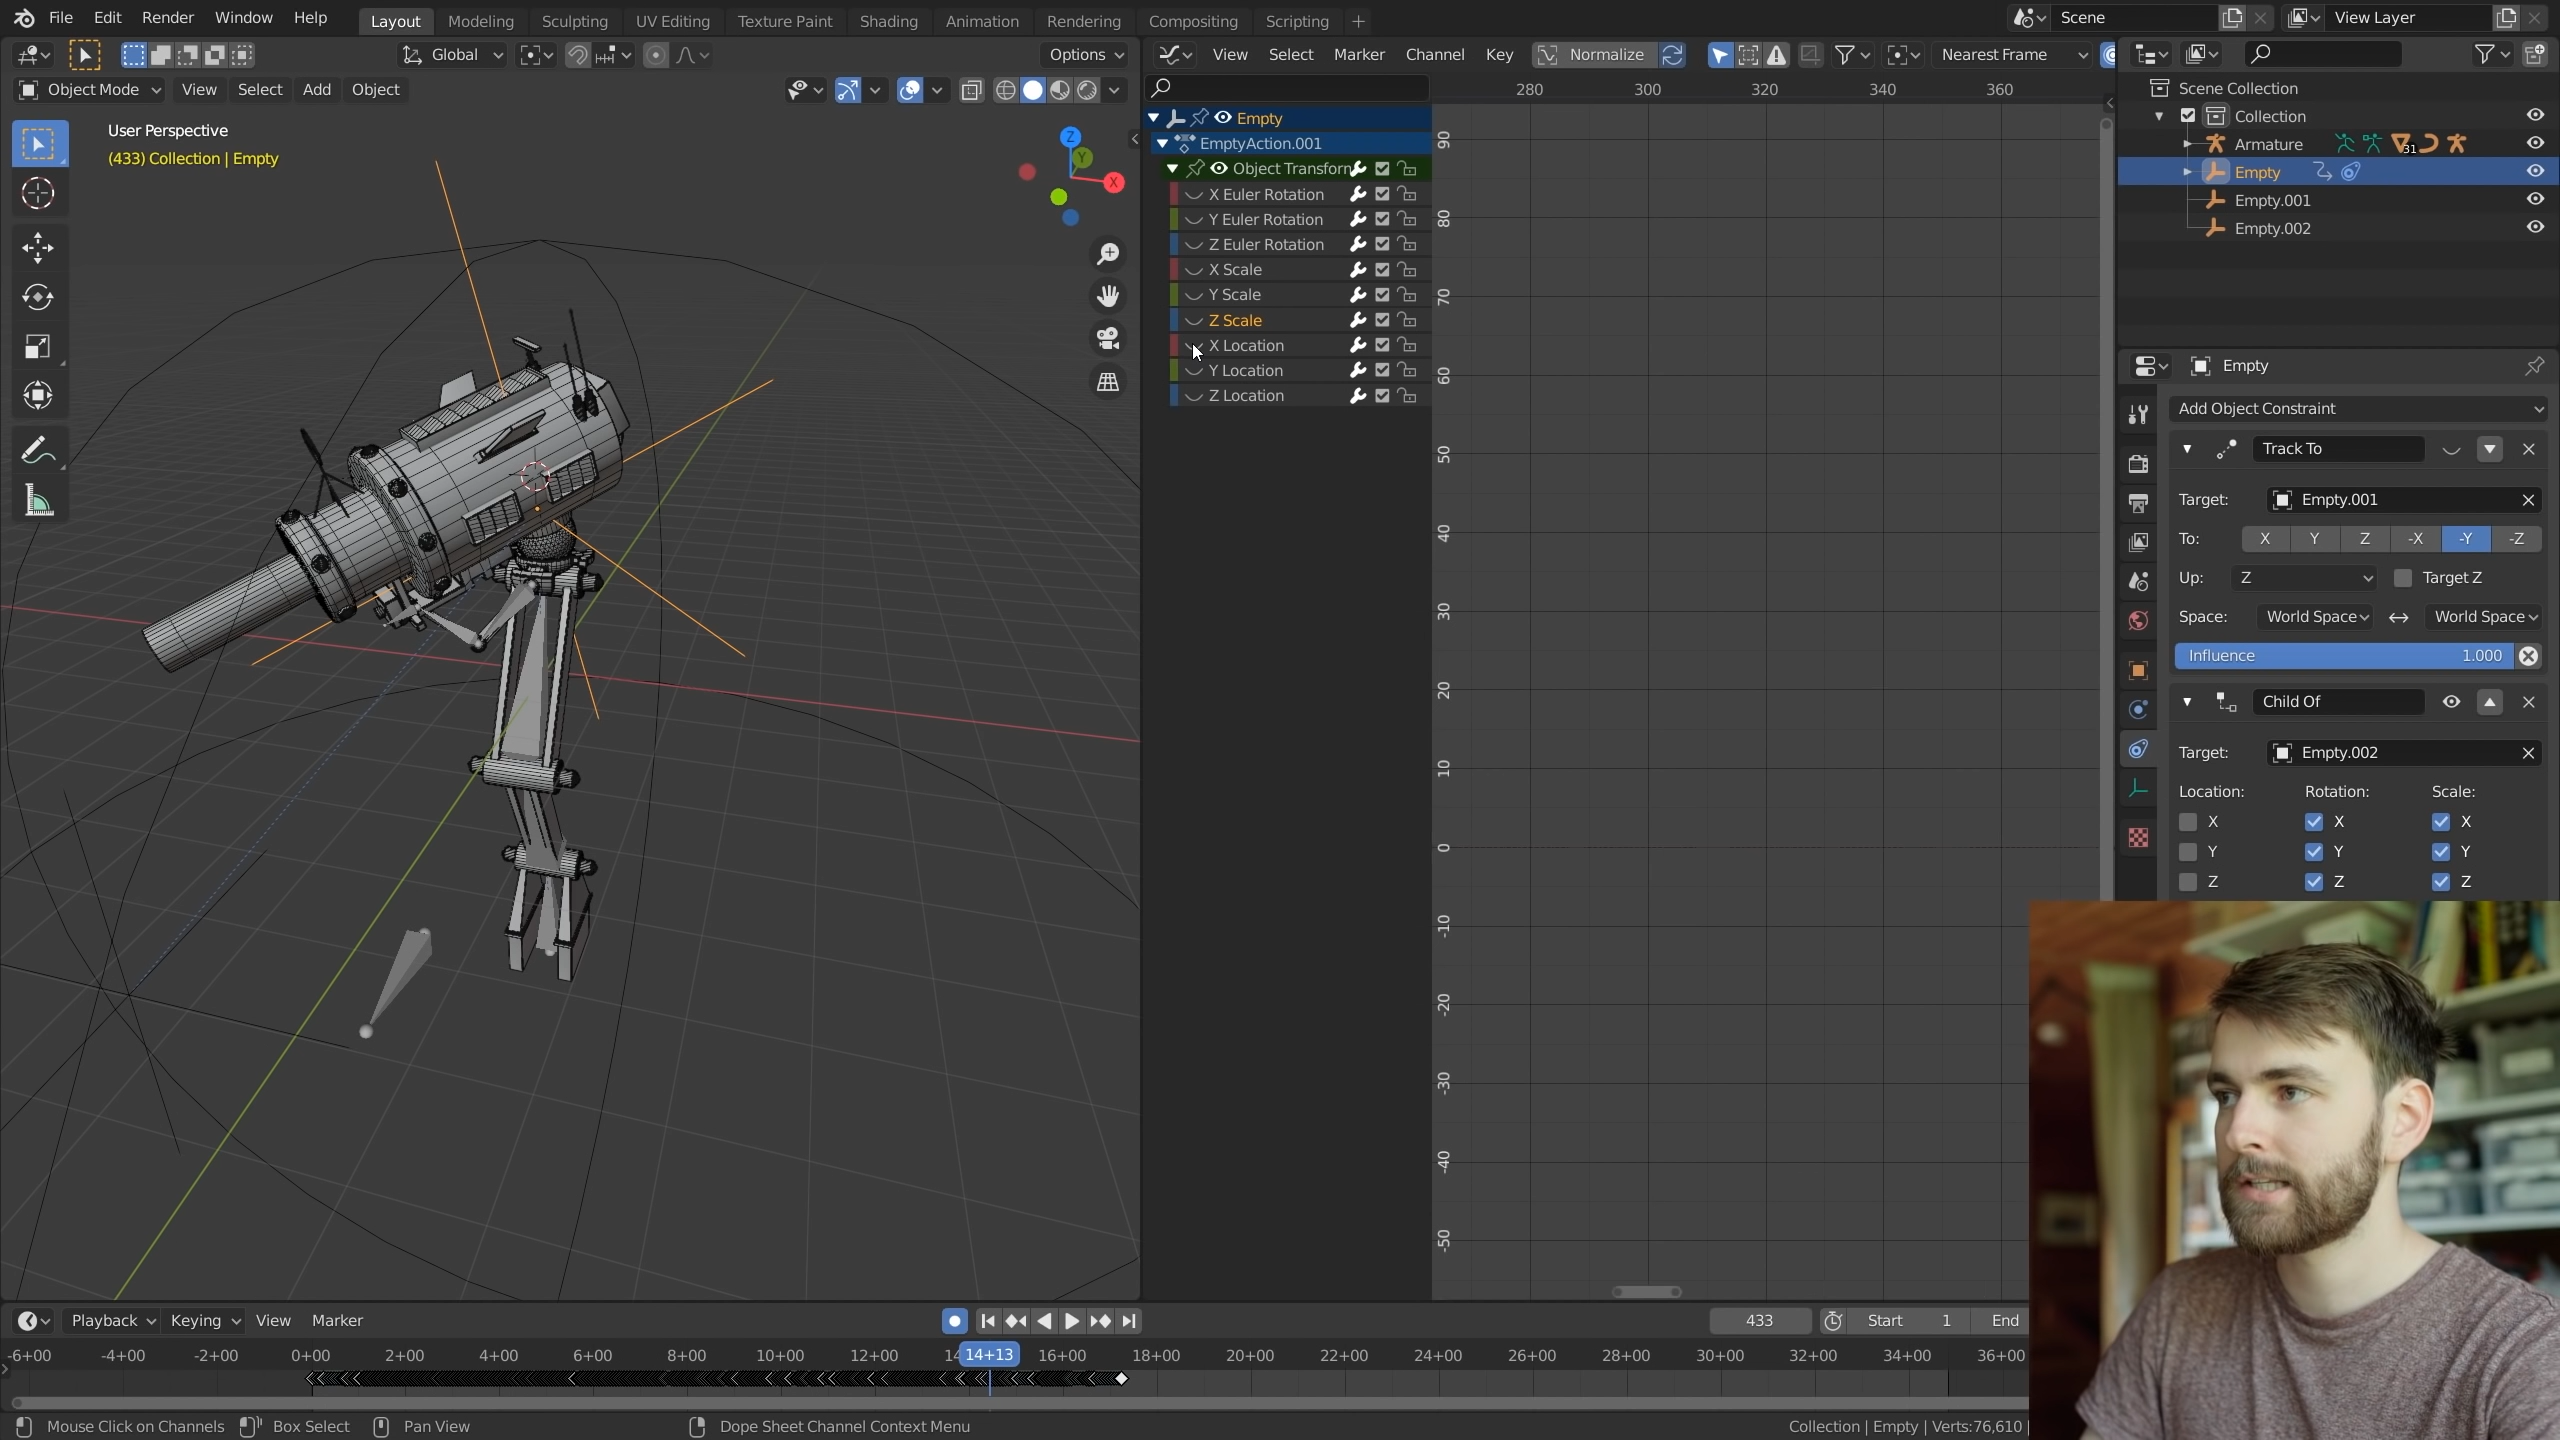 File Edit Render Window Help Layout Modeling Sculpting UV Editing Texture Paint Shading Animation Rendering Compositing Scripting + Scene View Layer
Global Options View Select Marker Channel Key Normalize Nearest Frame
Object Mode View Select Add Object
280 300 320 340 360
Scene Collection
Collection
Armature 31
Empty
Empty.001
Empty.002
User Perspective
(433) Collection | Empty
Z
Y
X
Empty
EmptyAction.001
Object Transform
X Euler Rotation
Y Euler Rotation
Z Euler Rotation
X Scale
Y Scale
Z Scale
X Location
Y Location
Z Location
90
80
70
60
50
40
30
20
10
0
-10
-20
-30
-40
-50
Empty
Add Object Constraint
Track To
Target: Empty.001
To: X Y Z -X -Y -Z
Up: Z Target Z
Space: World Space World Space
Influence 1.000
Child Of
Target: Empty.002
Location: Rotation: Scale:
X X X
Y Y Y
Z Z Z
Playback Keying View Marker 433 Start 1 End
-6+00 -4+00 -2+00 0+00 2+00 4+00 6+00 8+00 10+00 12+00 14+13 16+00 18+00 20+00 22+00 24+00 26+00 28+00 30+00 32+00 34+00 36+00
Mouse Click on Channels Box Select Pan View Dope Sheet Channel Context Menu Collection | Empty | Verts:76,610